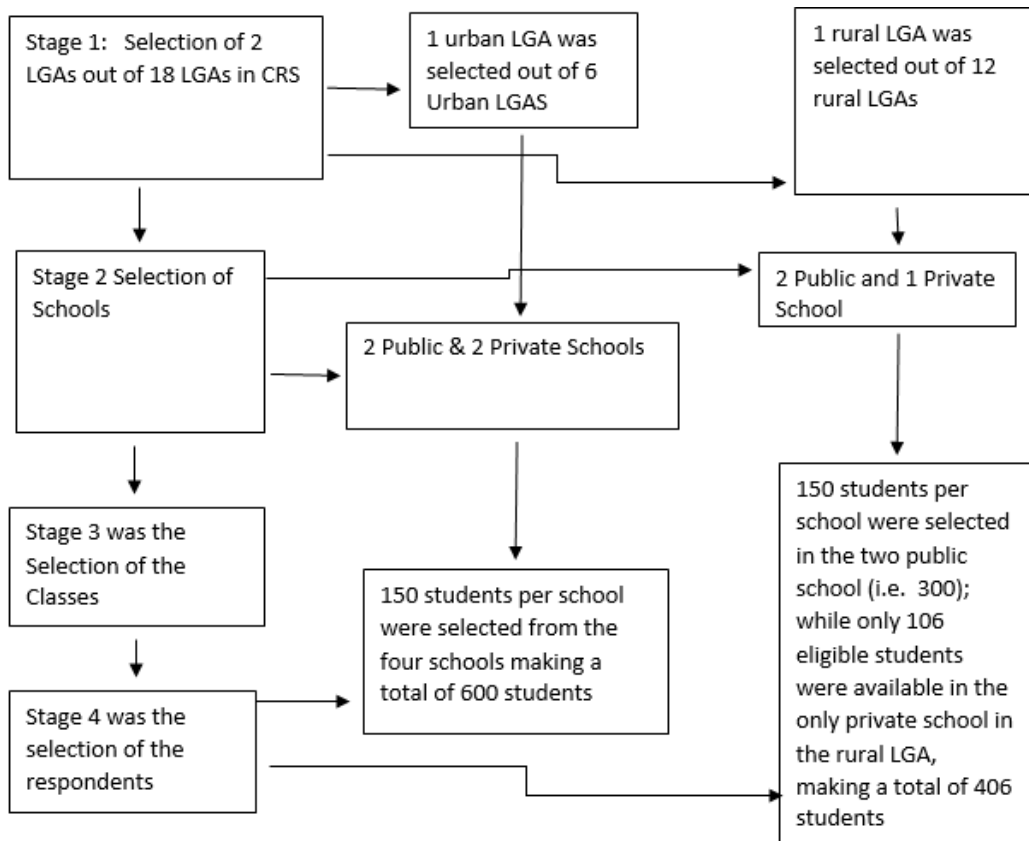 Stage 1:   Selection of 2
LGAs out of 18 LGAs in CRS
1 urban LGA was
selected out of 6
Urban LGAS
1 rural LGA was
selected out of 12
rural LGAs
Stage 2 Selection of
Schools
2 Public & 2 Private Schools
2 Public and 1 Private
School
Stage 3 was the
Selection of the
Classes
Stage 4 was the
selection of the
respondents
150 students per school
were selected from the
four schools making a
total of 600 students
150 students per
school were selected
in the two public
school (i.e.  300);
while only 106
eligible students
were available in the
only private school in
the rural LGA,
making a total of 406
students